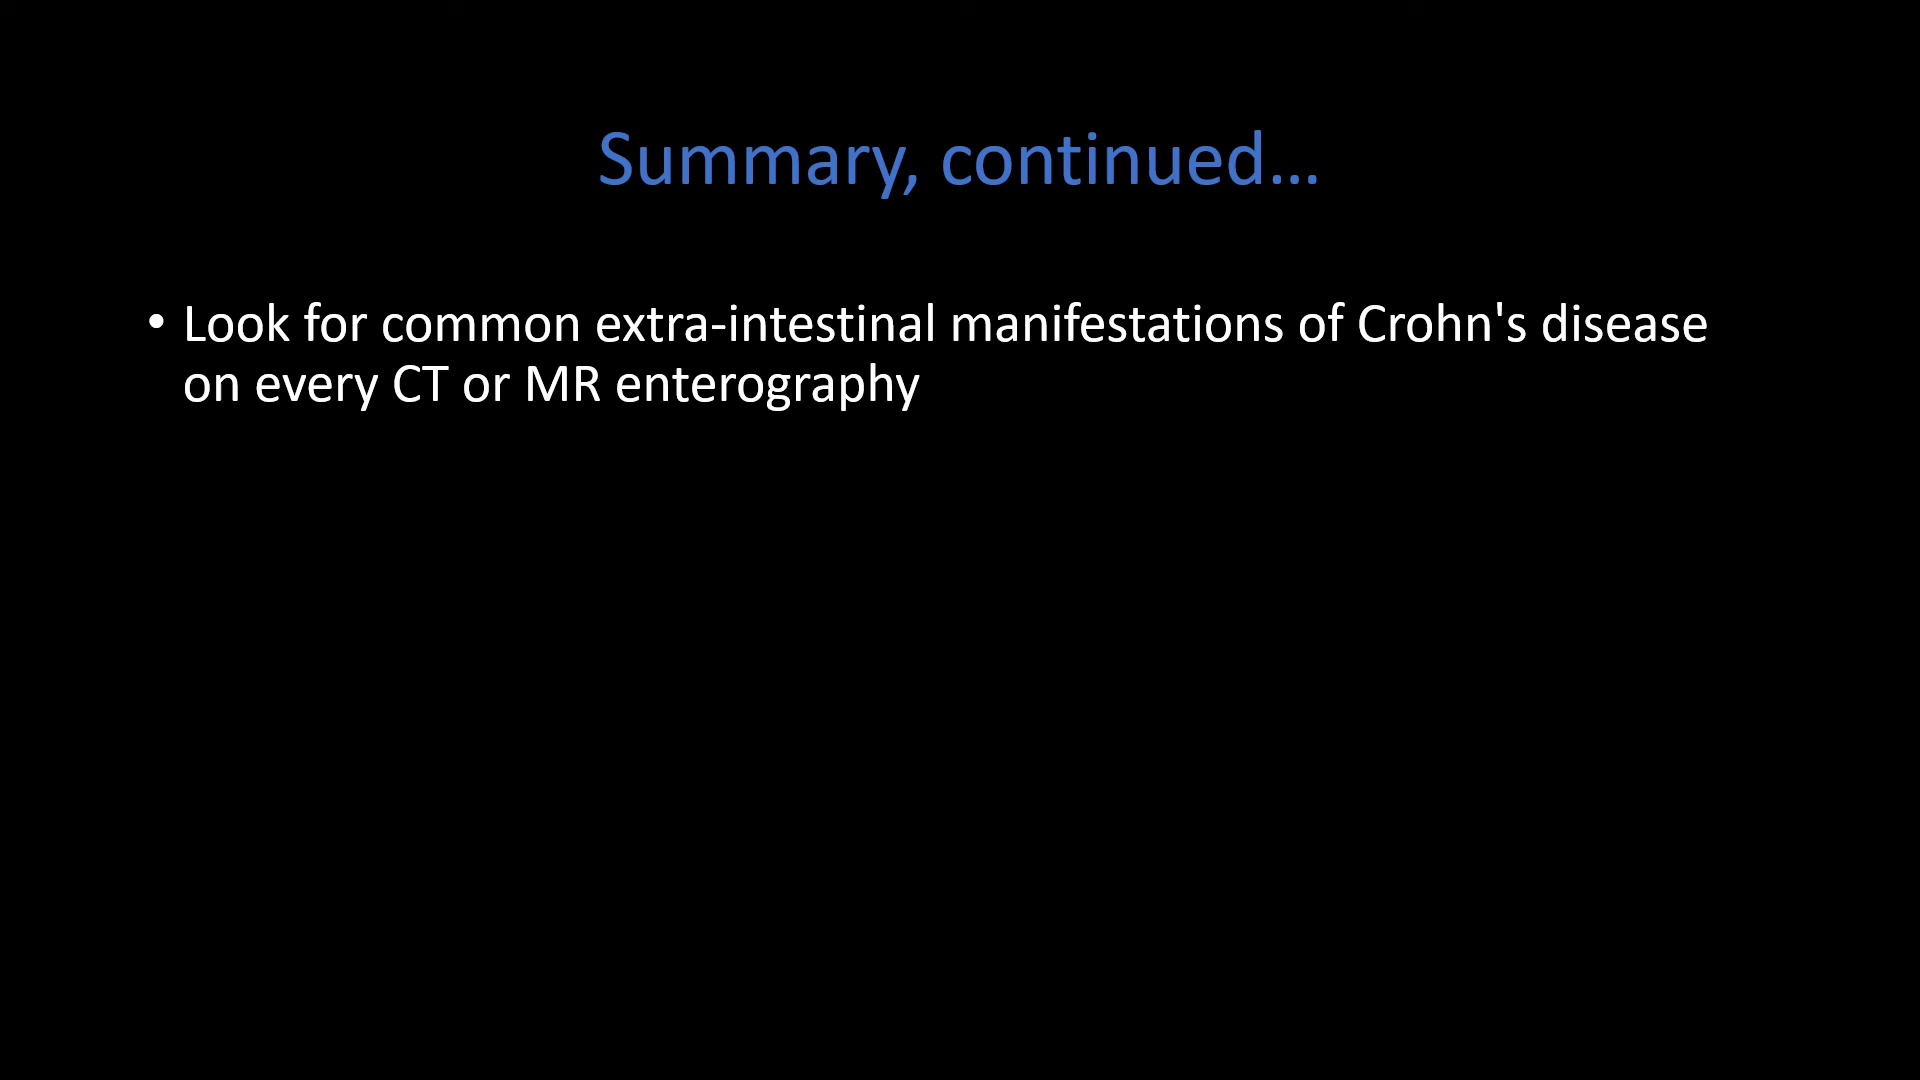 Summary, continued...
• Look for common extra-intestinal manifestations of Crohn's disease
on every CT or MR enterography